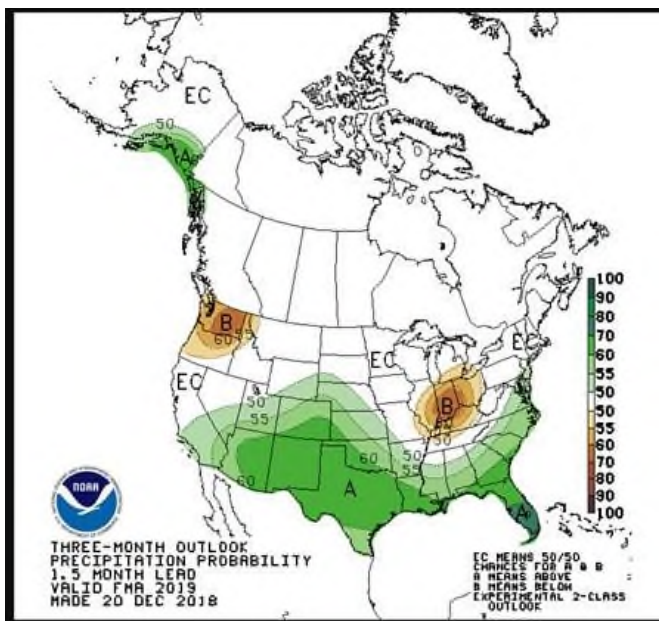 EC
50
A
B
60 55
EC
EC
EC
50
55
B
60
50
50
55
60
60
A
A
100
90
80
70
60
55
50
50
55
60
70
80
90
100
NOAA
THREE-MONTH OUTLOOK
PRECIPITATION PROBABILITY
1.5 MONTH LEAD
VALID FMA 2019
MADE 20 DEC 2018
EC MEANS 50/50
CHANCES FOR A & B
A MEANS ABOVE
B MEANS BELOW
EXPERIMENTAL 2-CLASS
OUTLOOK